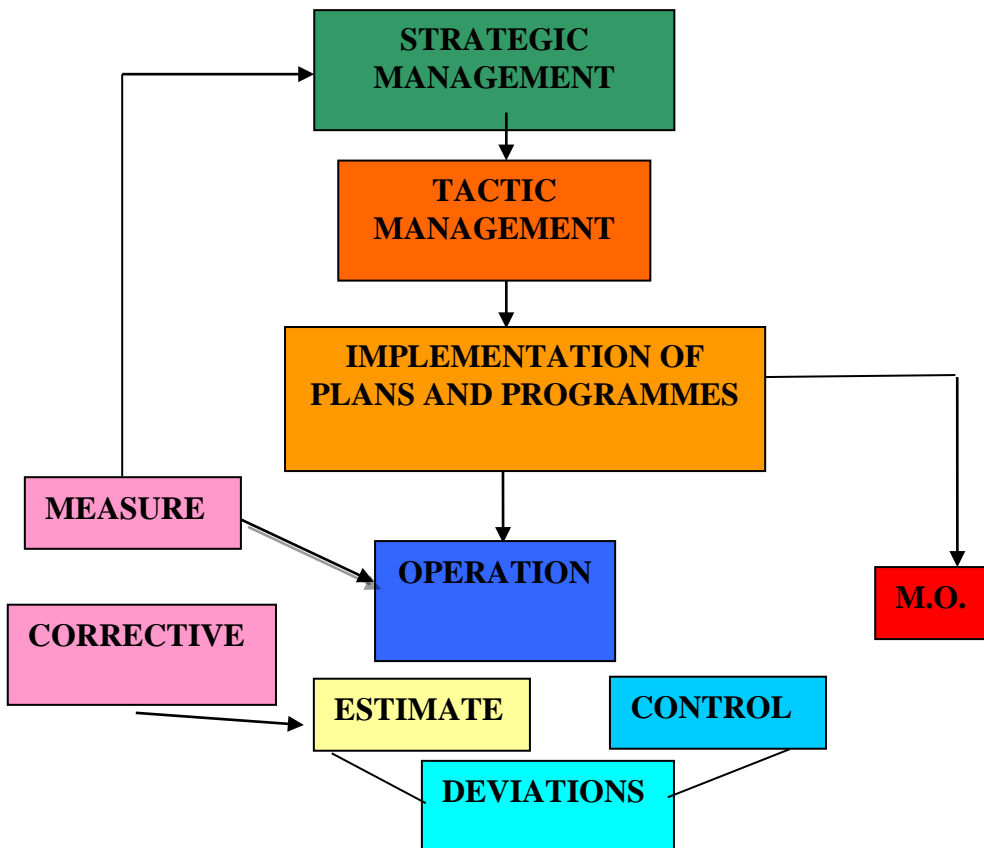 STRATEGIC
MANAGEMENT
TACTIC
MANAGEMENT
IMPLEMENTATION OF
PLANS AND PROGRAMMES
MEASURE
OPERATION
M.O.
CORRECTIVE
ESTIMATE
CONTROL
DEVIATIONS